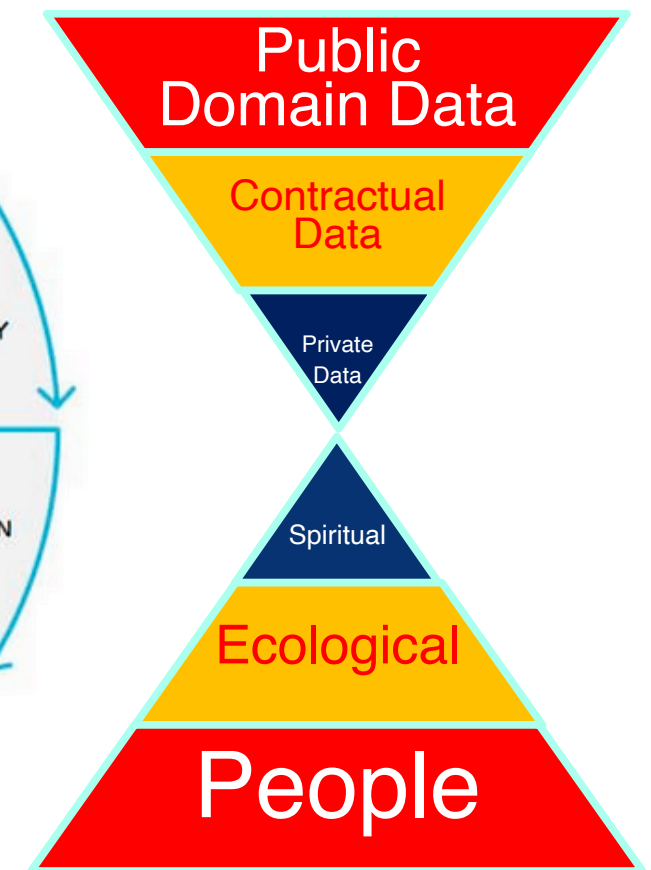 Public
Domain Data
Contractual
Data
Private
Data
Spiritual
Ecological
People